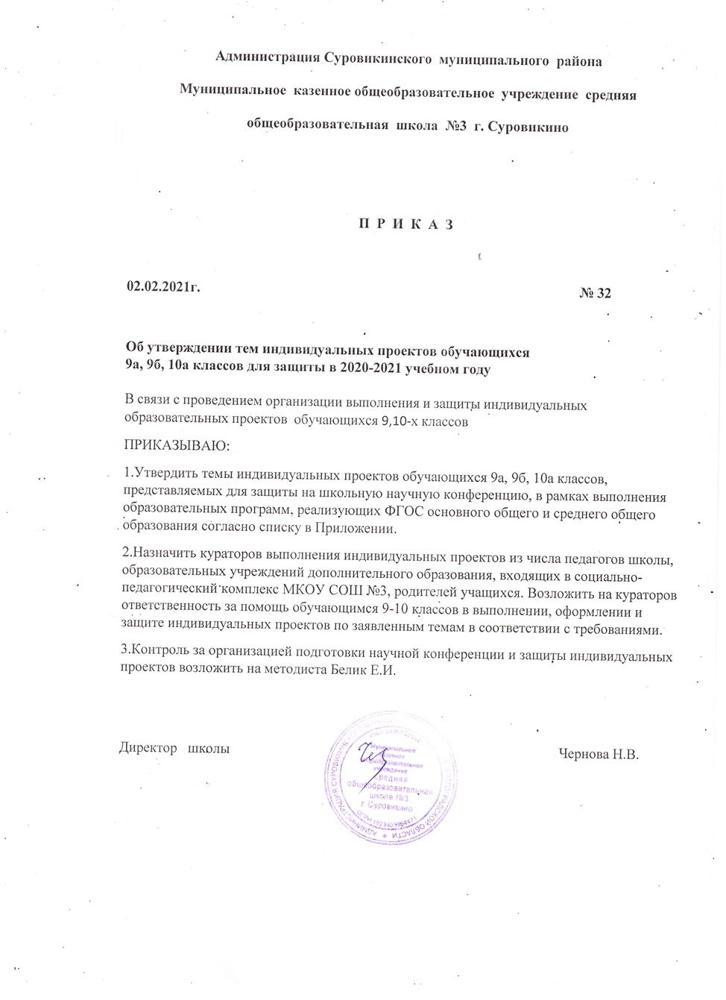 Администрация Суровикинского муниципального района
Муниципальное казенное общеобразовательное учреждение средняя
общеобразовательная школа №3 г. Суровикино
П Р И К А З
02.02.2021г.
№ 32
Об утверждении тем индивидуальных проектов обучающихся
9а, 9б, 10а классов для защиты в 2020-2021 учебном году
В связи с проведением организации выполнения и защиты индивидуальных
образовательных проектов обучающихся 9,10-х классов
ПРИКАЗЫВАЮ:
1.Утвердить темы индивидуальных проектов обучающихся 9а, 9б, 10а классов,
представляемых для защиты на школьную научную конференцию, в рамках выполнения
образовательных программ, реализующих ФГОС основного общего и среднего общего
образования согласно списку в Приложении.
2.Назначить кураторов выполнения индивидуальных проектов из числа педагогов школы,
образовательных учреждений дополнительного образования, входящих в социально-
педагогический комплекс МКОУ СОШ №3, родителей учащихся. Возложить на кураторов
ответственность за помощь обучающимся 9-10 классов в выполнении, оформлении и
защите индивидуальных проектов по заявленным темам в соответствии с требованиями.
3.Контроль за организацией подготовки научной конференции и защиты индивидуальных
проектов возложить на методиста Белик Е.И.
Директор школы
Чернова Н.В.
Муниципальное
казенное
общеобразовательное
учреждение
средняя
общеобразовательная
школа №3
г. Суровикино
АДМИНИСТРАЦИЯ СУРОВИКИНСКОГО
ОБЛАСТИ
ОГРН
ИНН